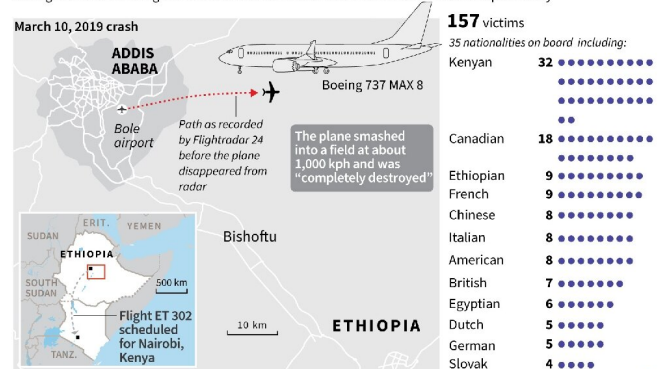 March 10, 2019 crash
ADDIS
ABABA
Bole
airport
Path as recorded
by Flightradar 24
before the plane
disappeared from
radar
Boeing 737 MAX 8
The plane smashed
into a field at about
1,000 kph and was
"completely destroyed"
Bishoftu
10 km
ETHIOPIA
ERIT.
YEMEN
SUDAN
ETHIOPIA
SOUTH
SUDAN
500 km
Flight ET 302
scheduled
for Nairobi,
Kenya
TANZ.
157 victims
35 nationalities on board including:
Kenyan 32
Canadian 18
Ethiopian 9
French 9
Chinese 8
Italian 8
American 8
British 7
Egyptian 6
Dutch 5
German 5
Slovak 4